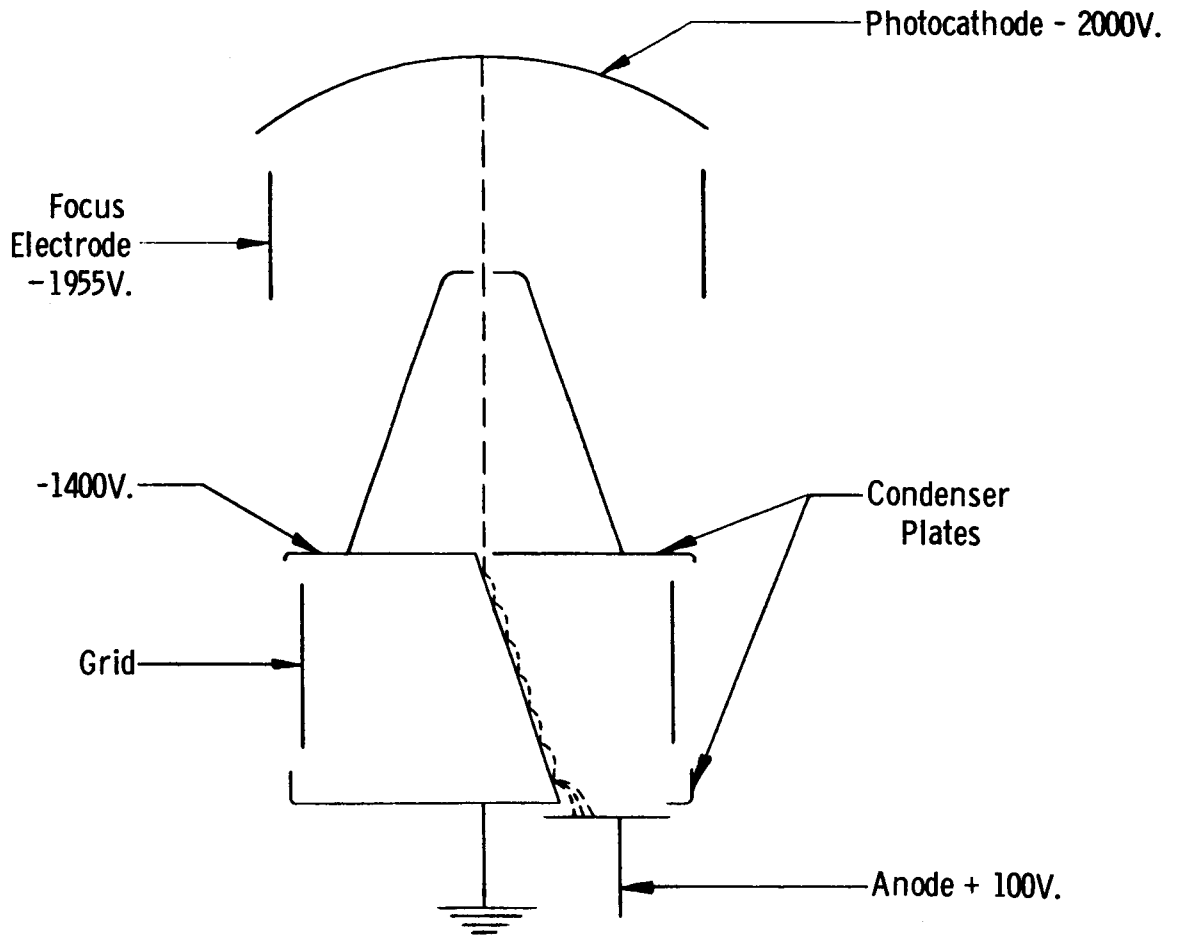 Photocathode - 2000V.
Focus
Electrode
-1955V.
-1400V.
Condenser
Plates
Grid
Anode + 100V.